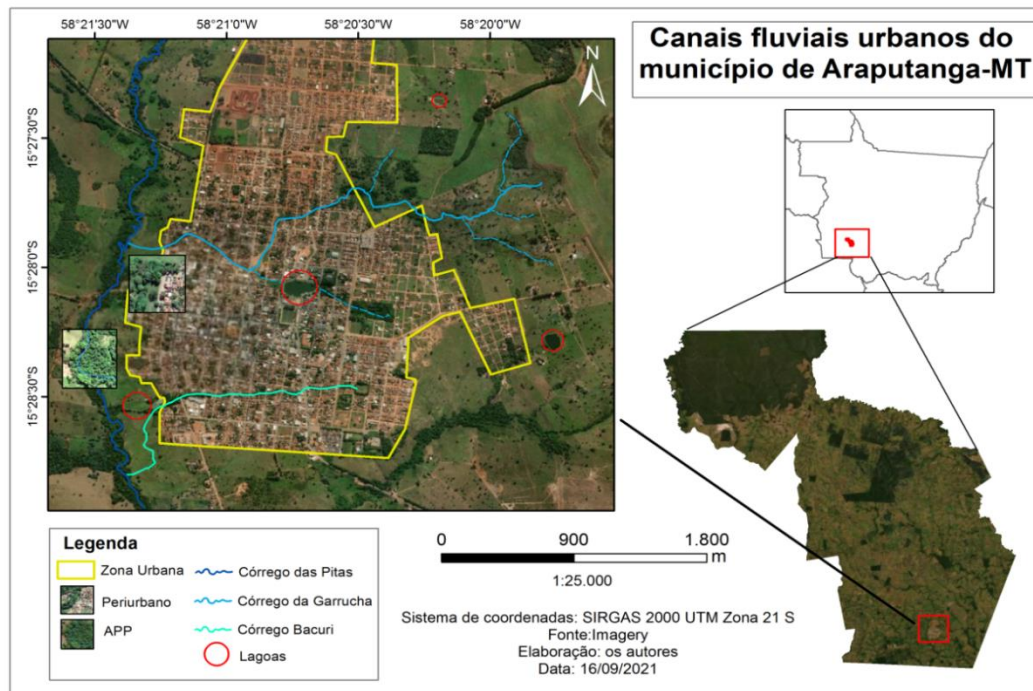 Canais fluviais urbanos do
município de Araputanga-MT
58°21'30"W
58°21'0"W
58°20'30"W
58°20'0"W
N
15°27'30"S
15°28'0"S
15°28'30"S
Legenda
Zona Urbana
Periurbano
APP
Córrego das Pitas
Córrego da Garrucha
Córrego Bacuri
Lagoas
0 900 1.800
m
1:25.000
Sistema de coordenadas: SIRGAS 2000 UTM Zona 21 S
Fonte:Imagery
Elaboração: os autores
Data: 16/09/2021